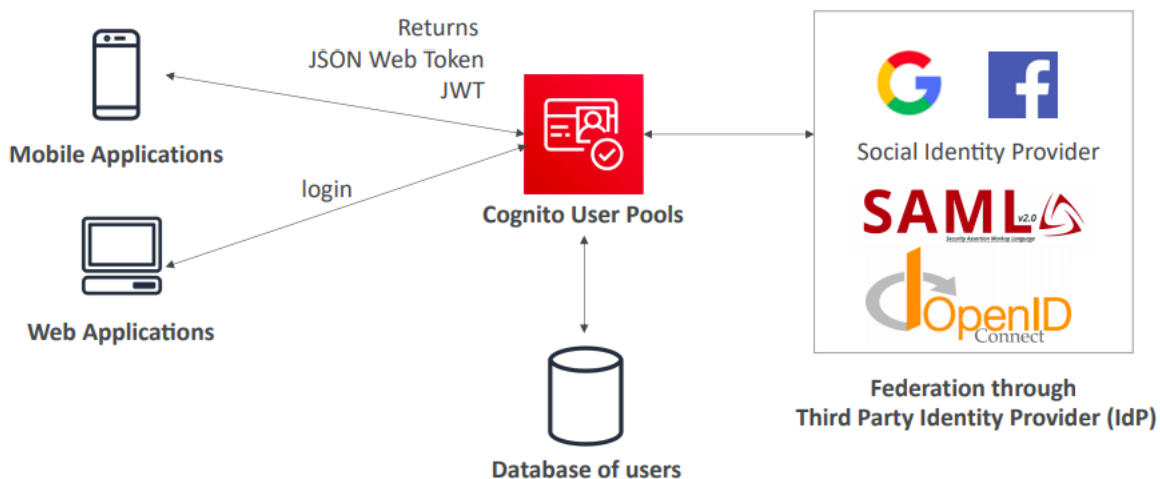 Returns
JSON Web Token
JWT
Mobile Applications
login
Cognito User Pools
Web Applications
Database of users
Social Identity Provider
SAML v2.0
Security Assertion Markup Language
OpenID
Connect
Federation through
Third Party Identity Provider (IdP)